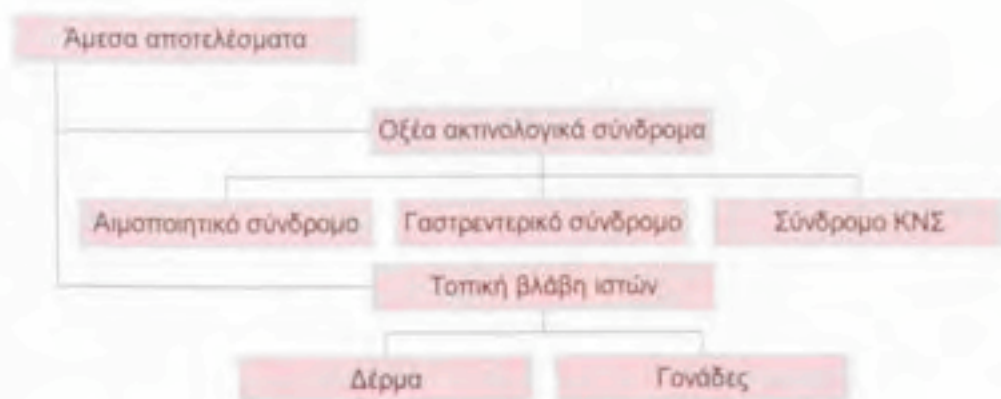 Άμεσα αποτελέσματα
Οξέα ακτινολογικά σύνδρομα
Αιμοποιητικό σύνδρομο
Γαστρεντερικό σύνδρομο
Σύνδρομο ΚΝΣ
Τοπική βλάβη ιστών
Δέρμα
Γονάδες